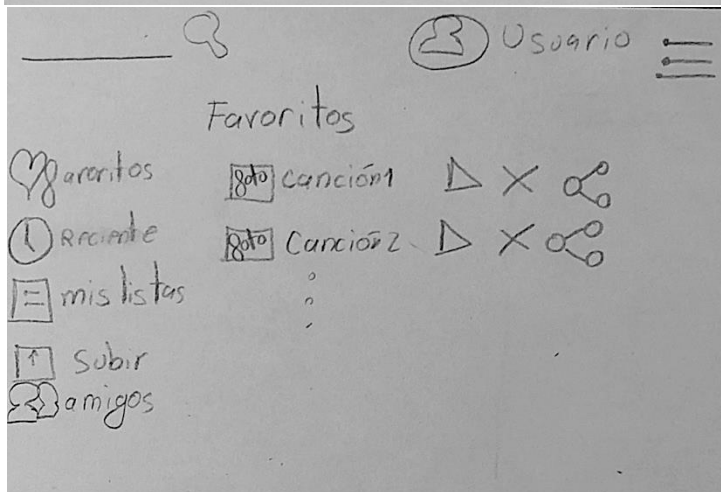 Usuario
Favoritos
Favoritos
Reciente
mis listas
Subir
amigos
foto canción1
foto Canción2